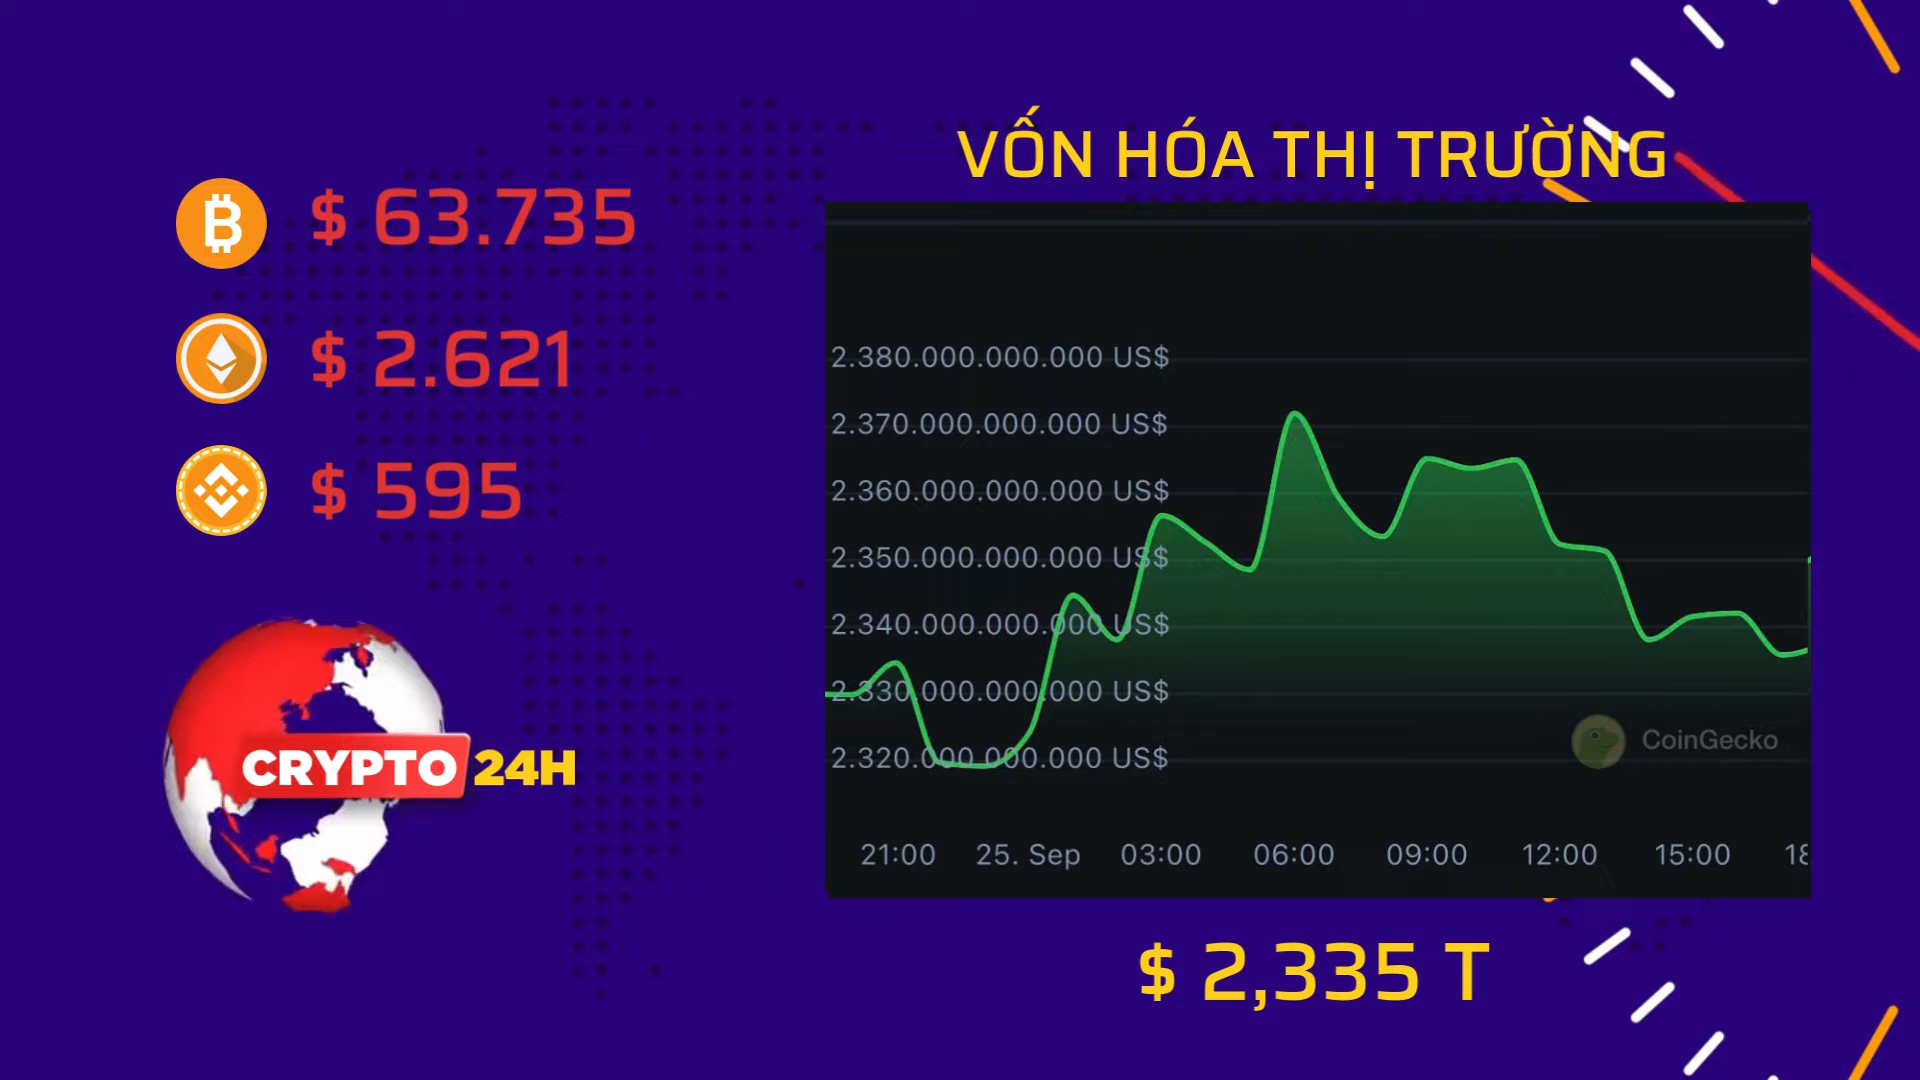 $ 63.735
$ 2.621
$ 595
CRYPTO 24H
VỐN HÓA THỊ TRƯỜNG
2.380.000.000.000 US$
2.370.000.000.000 US$
2.360.000.000.000 US$
2.350.000.000.000 US$
2.340.000.000.000 US$
2.330.000.000.000 US$
2.320.000.000.000 US$
CoinGecko
21:00 25. Sep 03:00 06:00 09:00 12:00 15:00 18
$ 2,335 T